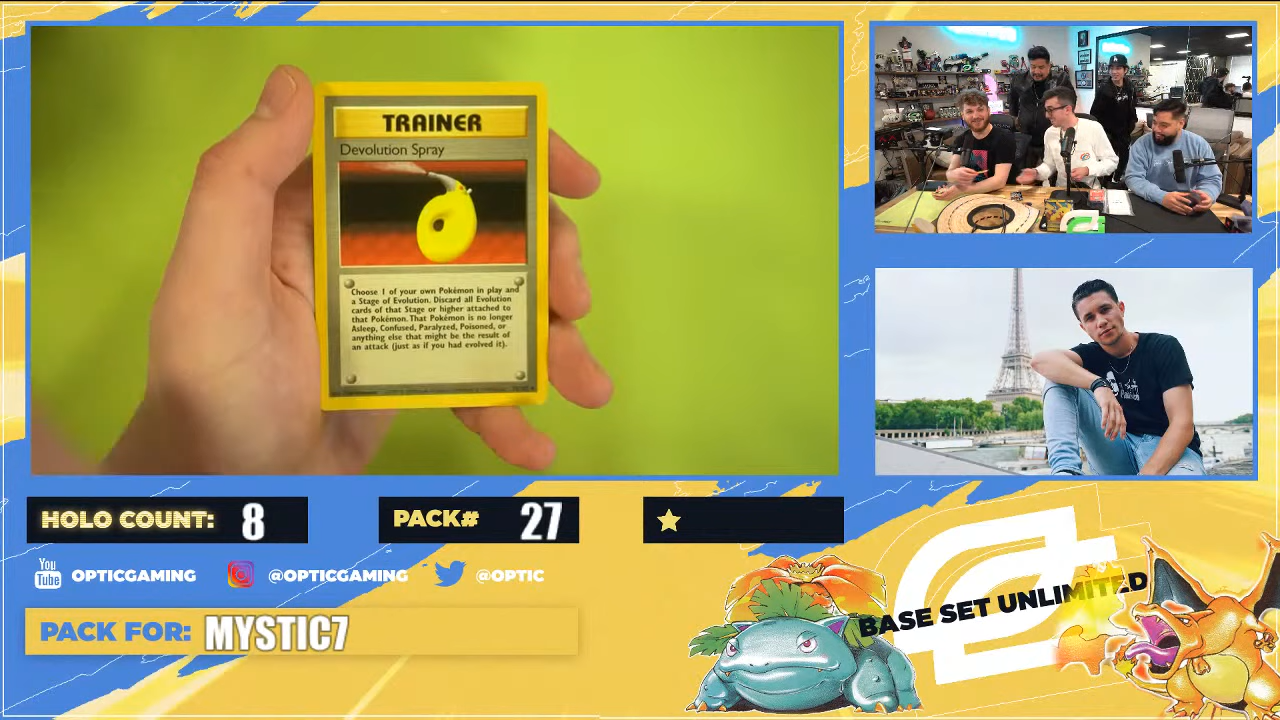 TRAINER
Devolution Spray
Choose 1 of your own Pokémon in play and
a Stage of Evolution. Discard all Evolution
cards of that Stage or higher attached to
that Pokémon. That Pokémon is no longer
Asleep, Confused, Paralyzed, Poisoned, or
anything else that might be the result of
an attack (just as if you had evolved it).
HOLO COUNT: 8
PACK# 27
You
Tube
OPTICGAMING
@OPTICGAMING
@OPTIC
PACK FOR: MYSTIC7
BASE SET UNLIMITED